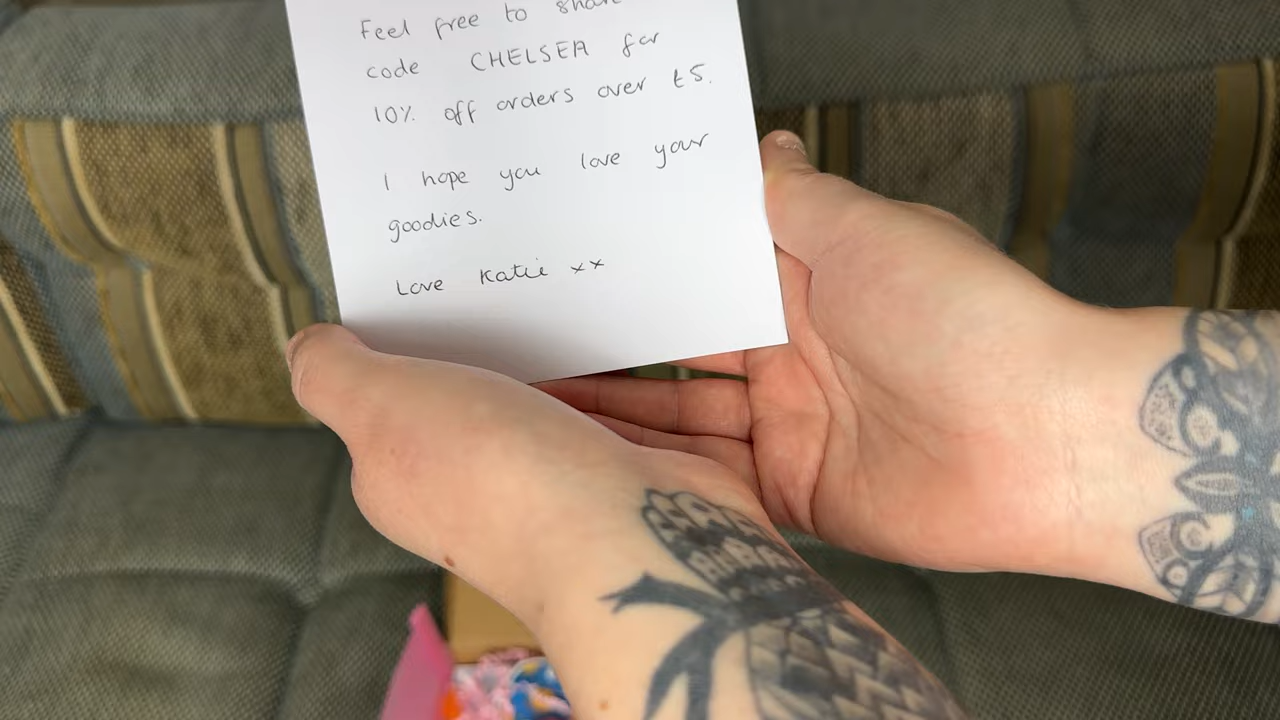 Feel free to share
code CHELSEA for
10% off orders over £5.
I hope you love your
goodies.
Love Katie xx